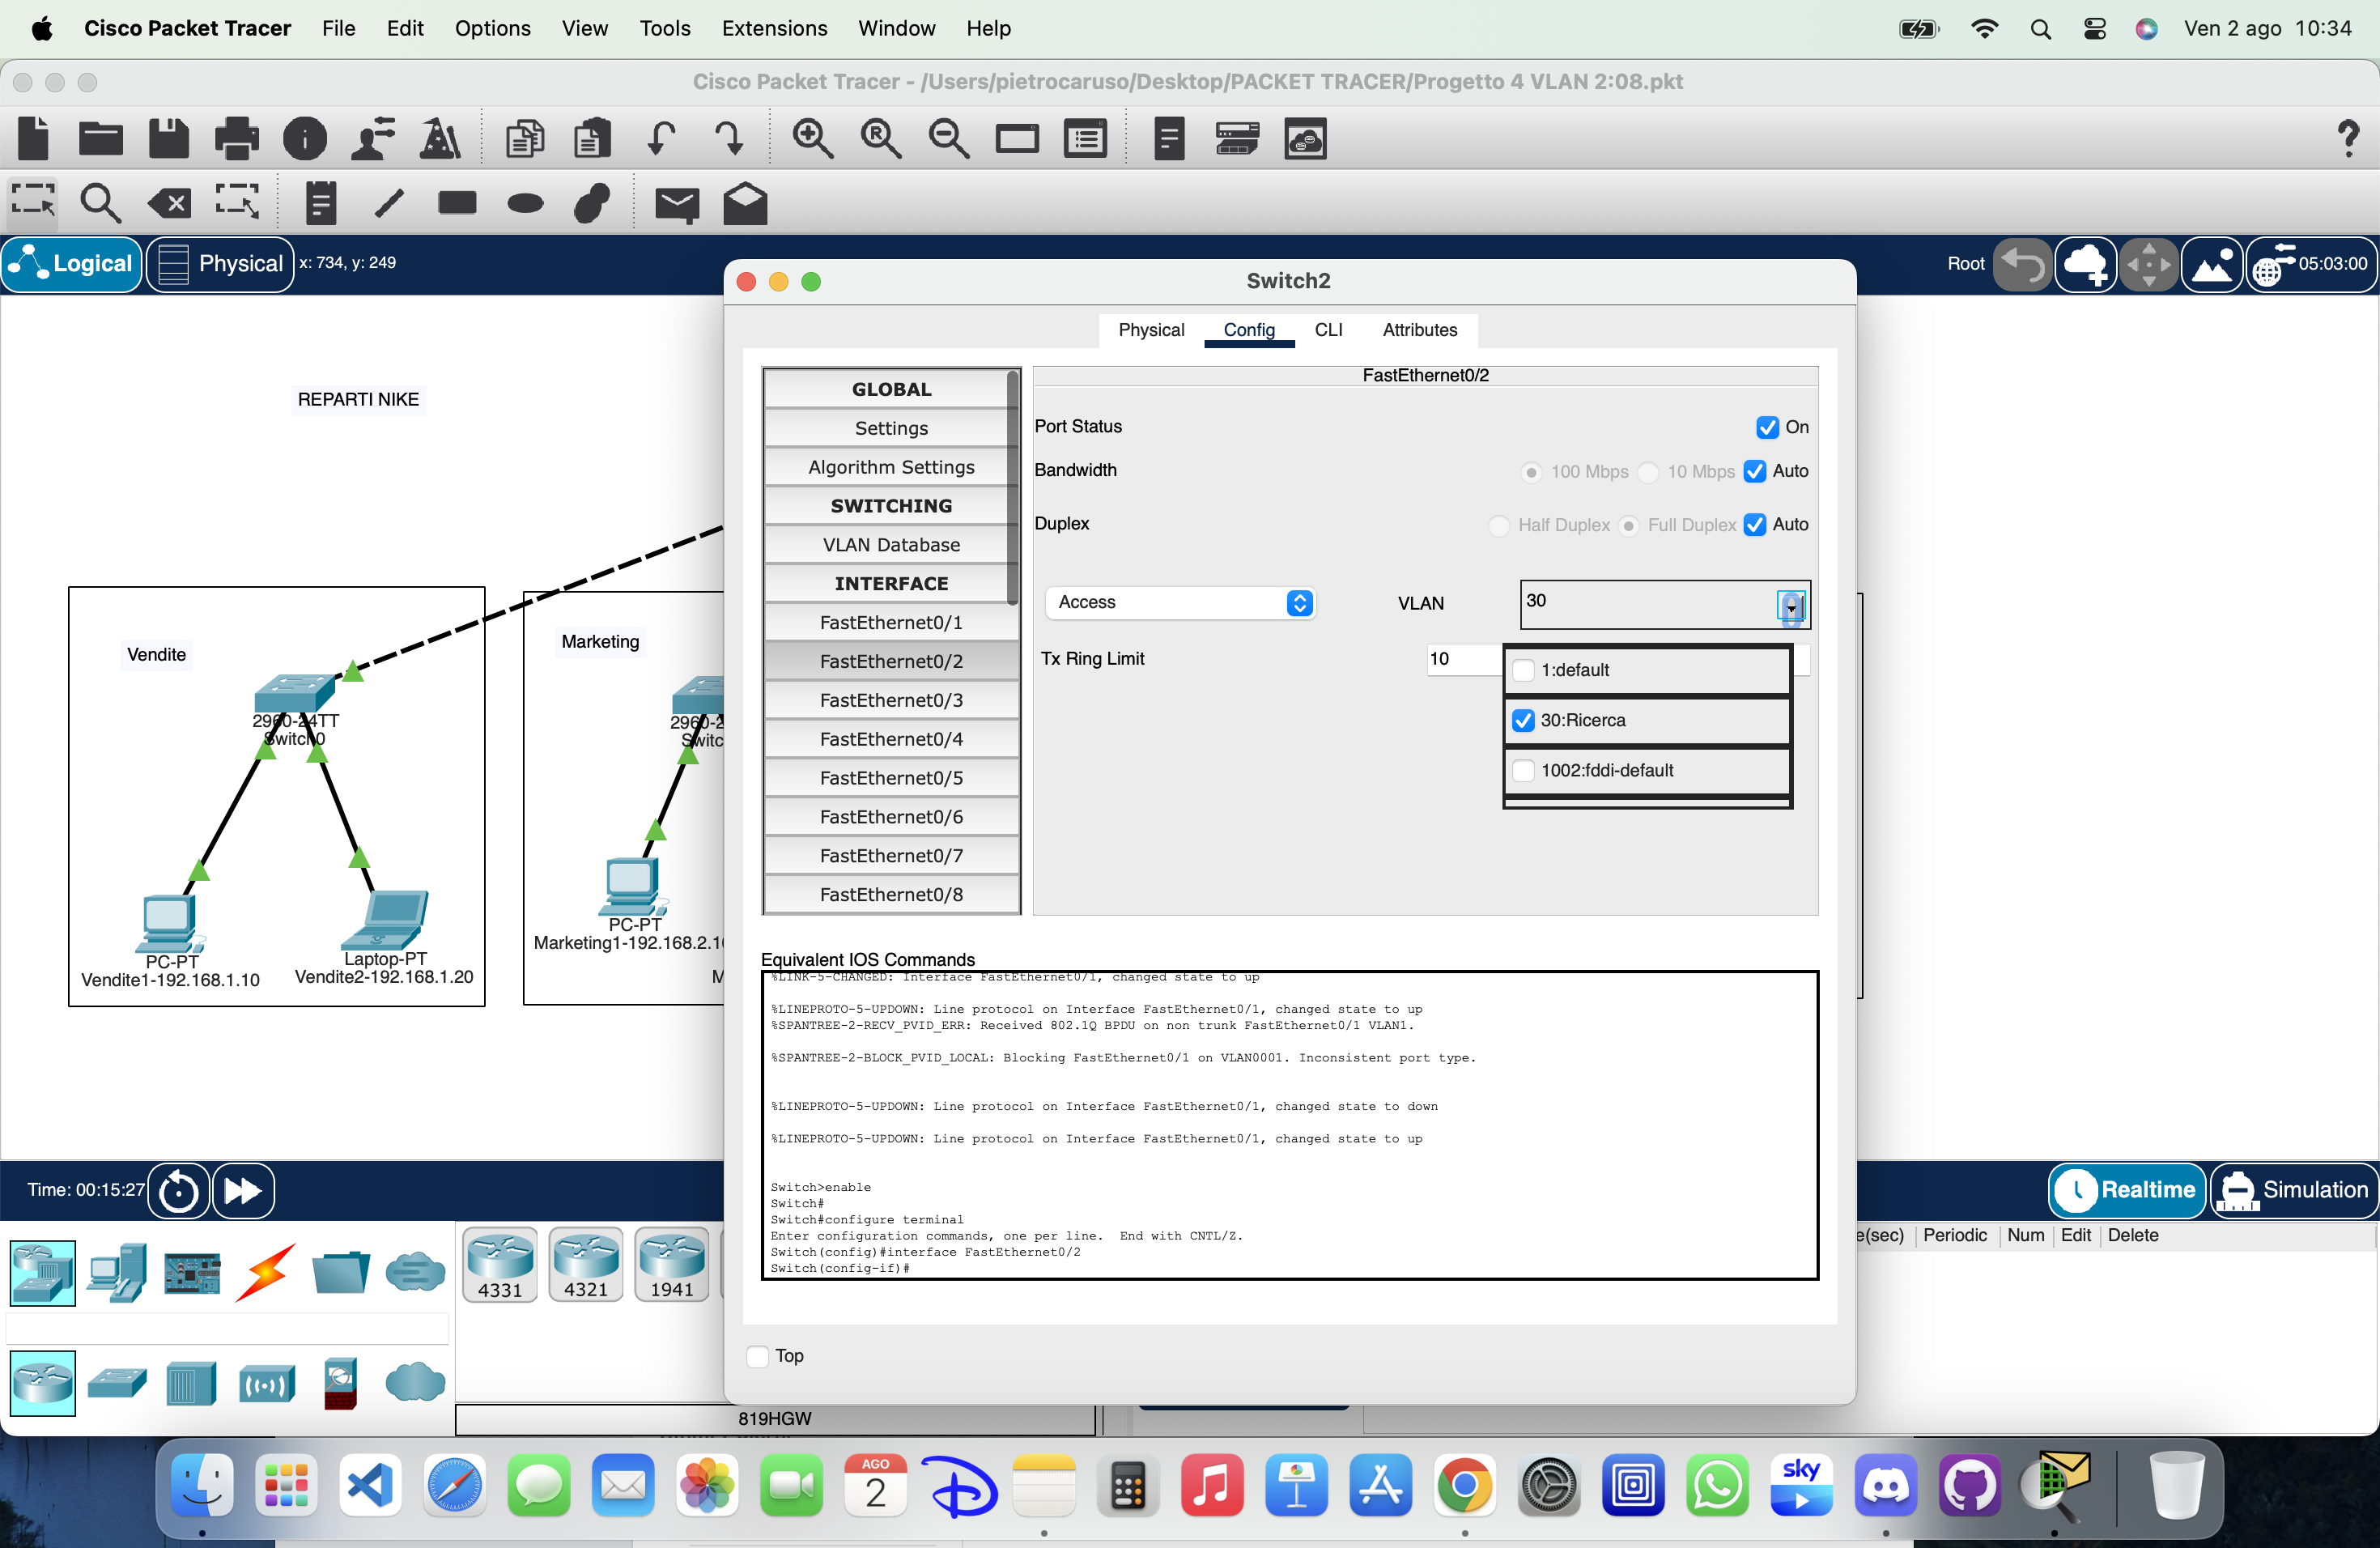 Cisco Packet Tracer File Edit Options View Tools Extensions Window Help Ven 2 ago 10:34
Cisco Packet Tracer - /Users/pietrocaruso/Desktop/PACKET TRACER/Progetto 4 VLAN 2:08.pkt
Logical Physical x: 734, y: 249 Root 05:03:00
REPARTI NIKE
Vendite
2960-24TT
Switch0
PC-PT
Vendite1-192.168.1.10
Laptop-PT
Vendite2-192.168.1.20
Marketing
2960-2
Switc
PC-PT
Marketing1-192.168.2.1
M
Switch2
Physical Config CLI Attributes
GLOBAL
Settings
Algorithm Settings
SWITCHING
VLAN Database
INTERFACE
FastEthernet0/1
FastEthernet0/2
FastEthernet0/3
FastEthernet0/4
FastEthernet0/5
FastEthernet0/6
FastEthernet0/7
FastEthernet0/8
FastEthernet0/2
Port Status On
Bandwidth 100 Mbps 10 Mbps Auto
Duplex Half Duplex Full Duplex Auto
Access VLAN 30
Tx Ring Limit 10
1:default
30:Ricerca
1002:fddi-default
Equivalent IOS Commands
%LINK-5-CHANGED: Interface FastEthernet0/1, changed state to up
%LINEPROTO-5-UPDOWN: Line protocol on Interface FastEthernet0/1, changed state to up
%SPANTREE-2-RECV_PVID_ERR: Received 802.1Q BPDU on non trunk FastEthernet0/1 VLAN1.
%SPANTREE-2-BLOCK_PVID_LOCAL: Blocking FastEthernet0/1 on VLAN0001. Inconsistent port type.
%LINEPROTO-5-UPDOWN: Line protocol on Interface FastEthernet0/1, changed state to down
%LINEPROTO-5-UPDOWN: Line protocol on Interface FastEthernet0/1, changed state to up
Switch>enable
Switch#
Switch#configure terminal
Enter configuration commands, one per line. End with CNTL/Z.
Switch(config)#interface FastEthernet0/2
Switch(config-if)#
Top
Time: 00:15:27
Realtime Simulation
4331 4321 1941
e(sec) Periodic Num Edit Delete
819HGW
AGO
2
sky